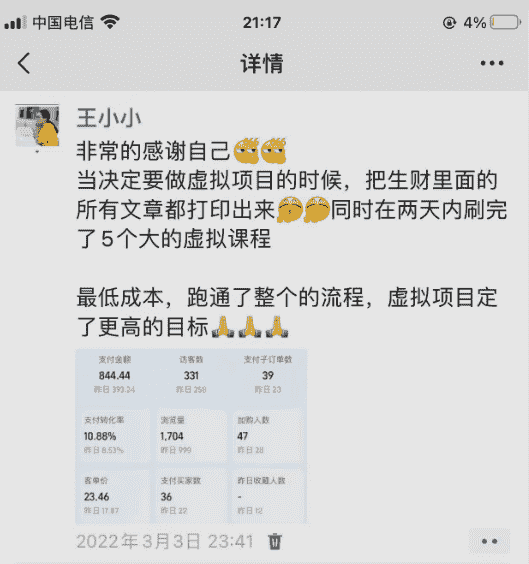 中国电信 21:17 4%
详情
王小小
非常的感谢自己
当决定要做虚拟项目的时候，把生财里面的
所有文章都打印出来同时在两天内刷完
了5个大的虚拟课程
最低成本，跑通了整个的流程，虚拟项目定
了更高的目标🙏🙏🙏
支付金额 访客数 支付子订单数
844.44 331 39
昨日 393.24 昨日 258 昨日 23
支付转化率 浏览量 加购人数
10.88% 1,704 47
昨日 8.53% 昨日 999 昨日 28
客单价 支付买家数 昨日收藏人数
23.46 36 -
昨日 17.87 昨日 22 昨日 12
2022年3月3日 23:41